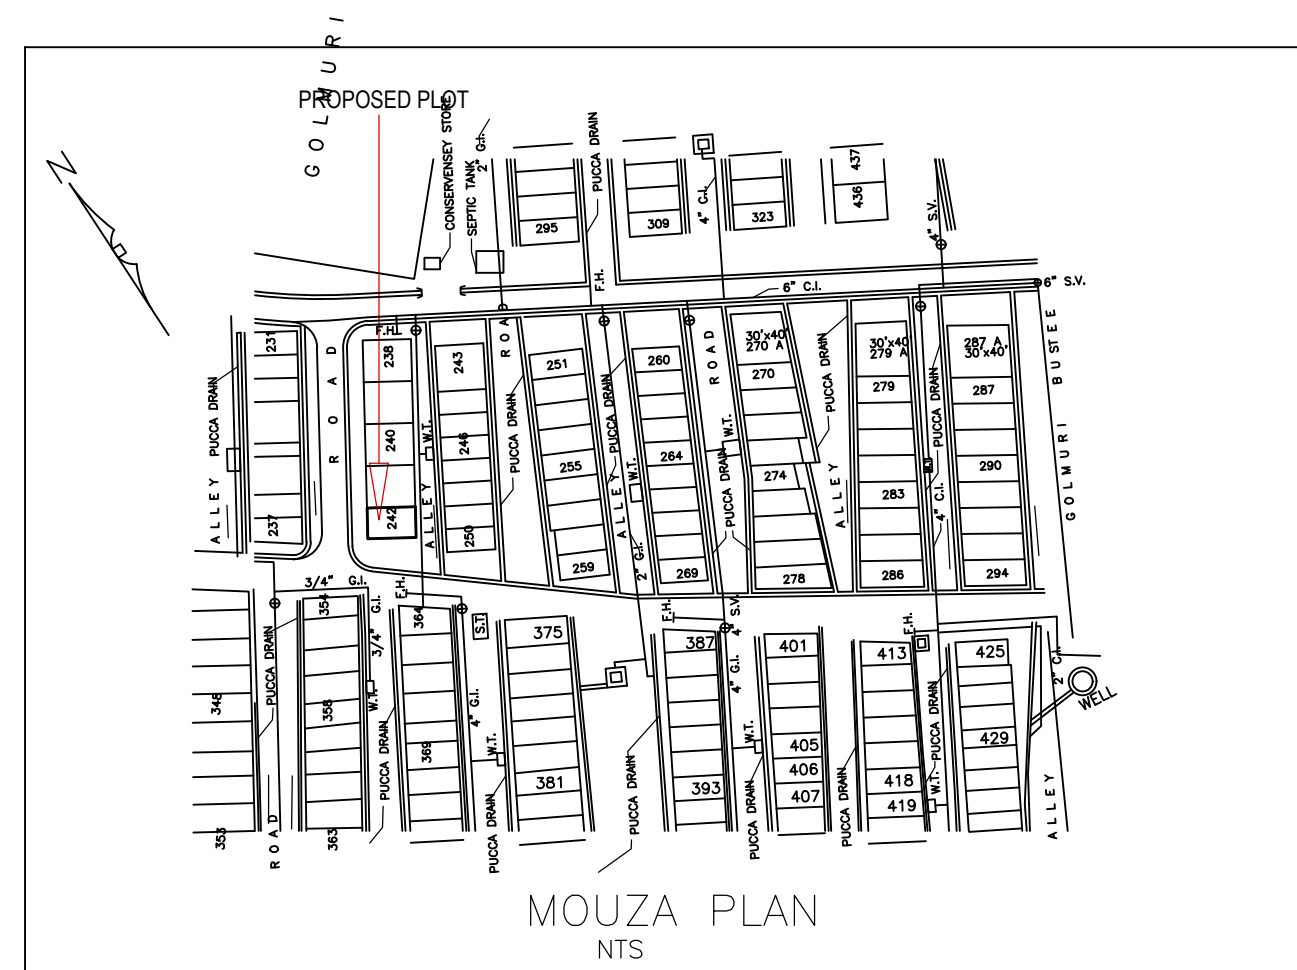 GOLMURI
PROPOSED PLOT
N
CONSERVENSEY STORE
SEPTIC TANK
2" G.I.
PUCCA DRAIN
4" C.I.
437
436
4" S.V.
295
309
323
F.H.
6" C.I.
6" S.V.
F.H.
231
ROAD
238
243
ROA
251
260
ROAD
30'x40'
270 A
270
PUCCA DRAIN
30'x40'
279 A
279
PUCCA DRAIN
287 A
30'x40'
287
GOLMURI BUSTEE
ALLEY
PUCCA DRAIN
240
W.T.
246
PUCCA DRAIN
255
PUCCA DRAIN
W.T.
264
W.T.
PUCCA DRAIN
274
283
290
4" C.I.
237
242
ALLEY
250
259
ALLEY
2" G.I.
269
278
ALLEY
286
294
3/4" G.I.
354
3/4" G.I.
F.H.
364
S.T.
375
F.H.
4" S.V.
387
401
F.H.
413
425
2" C.I.
WELL
PUCCA DRAIN
348
358
W.T.
369
4" G.I.
W.T.
4" G.I.
W.T.
405
406
407
PUCCA DRAIN
W.T.
429
418
419
381
393
PUCCA DRAIN
PUCCA DRAIN
PUCCA DRAIN
PUCCA DRAIN
PUCCA DRAIN
353
ROAD
363
ALLEY
MOUZA PLAN
NTS